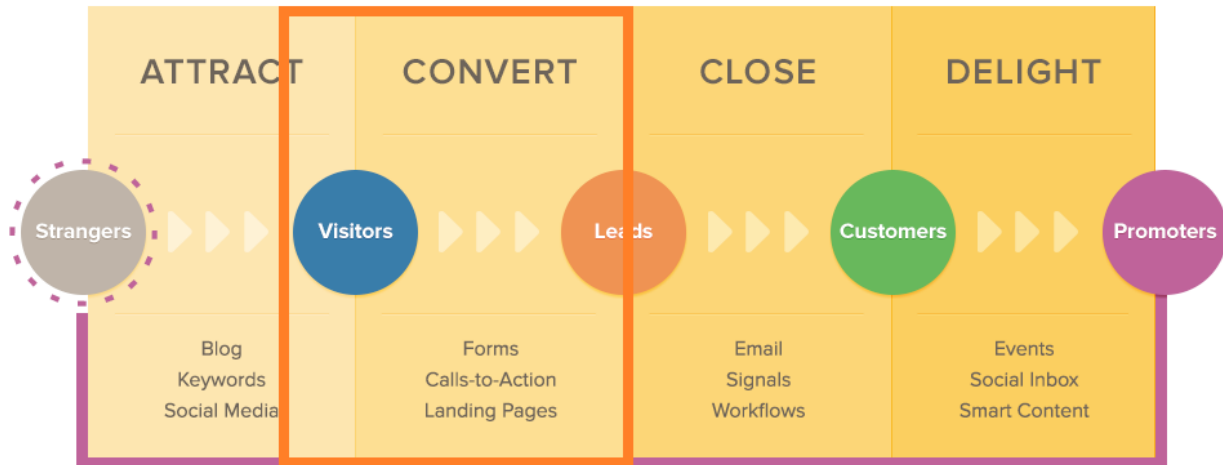 ATTRACT CONVERT CLOSE DELIGHT
Strangers Visitors Leads Customers Promoters
Blog Forms Email Events
Keywords Calls-to-Action Signals Social Inbox
Social Media Landing Pages Workflows Smart Content